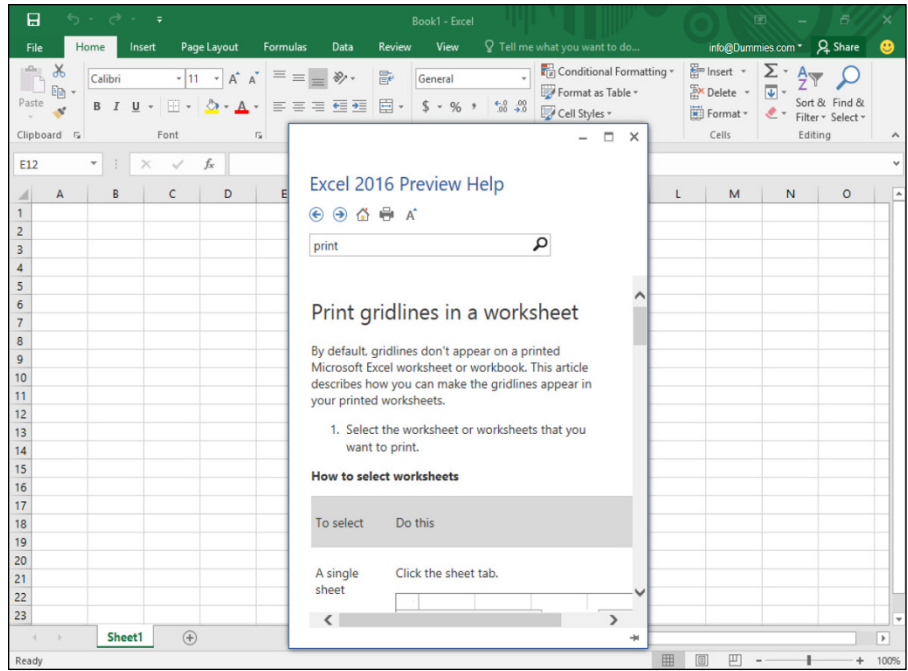 Book1 - Excel
File Home Insert Page Layout Formulas Data Review View Tell me what you want to do... info@Dummies.com Share
Calibri 11 A A General Conditional Formatting Insert
Paste B I U A $ % , .0 .00 .00 .0 Format as Table Delete Sort & Find &
Cell Styles Format Filter Select
Clipboard Font Cells Editing
E12 fx
A B C D E L M N O
Excel 2016 Preview Help
A
print
Print gridlines in a worksheet
By default, gridlines don't appear on a printed
Microsoft Excel worksheet or workbook. This article
describes how you can make the gridlines appear in
your printed worksheets.
1. Select the worksheet or worksheets that you
want to print.
How to select worksheets
To select Do this
A single Click the sheet tab.
sheet
1
2
3
4
5
6
7
8
9
10
11
12
13
14
15
16
17
18
19
20
21
22
23
Sheet1
Ready 100%